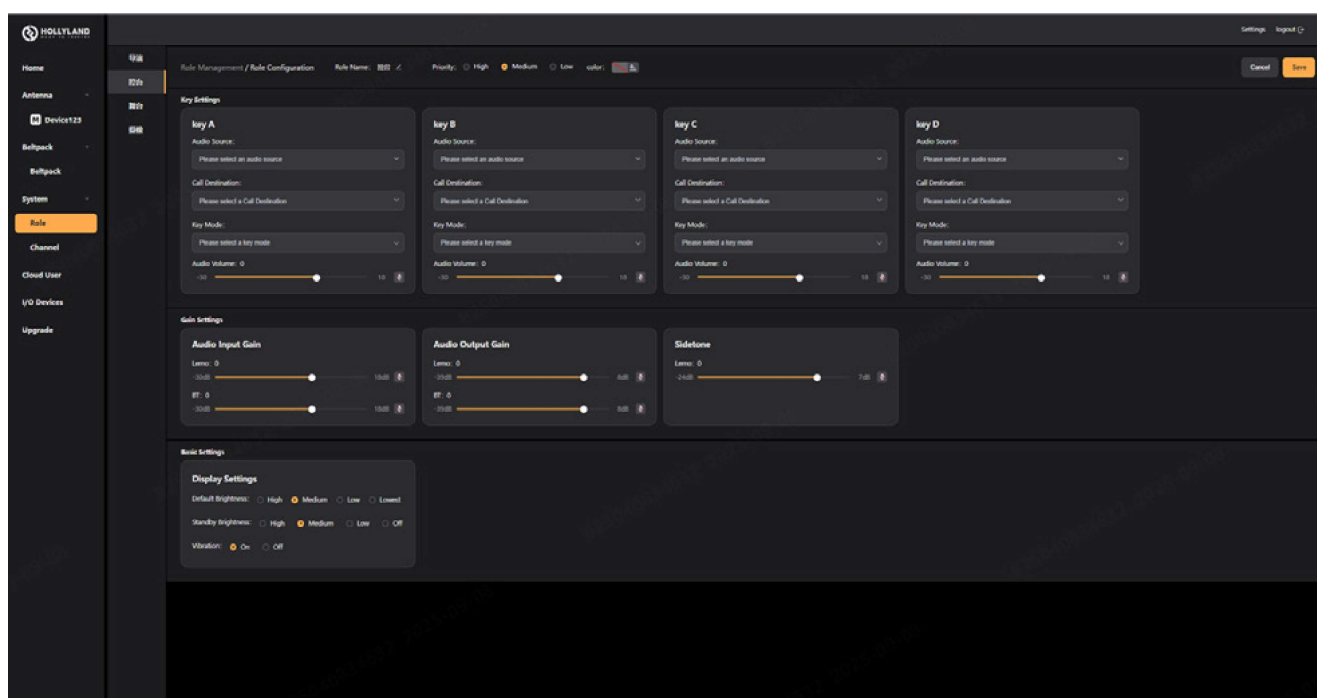 HOLLYLAND
Settings logout
Home
Antenna
Device123
Beltpack
Beltpack
System
Role
Channel
Cloud User
I/O Devices
Upgrade
导演
Role Management / Role Configuration Role Name: Priority: High Medium Low color: Cancel Save
Key Settings
key A
Audio Source:
Please select an audio source
Call Destination:
Please select a Call Destination
Key Mode:
Please select a key mode
Audio Volume: 0
-30 10
key B
Audio Source:
Please select an audio source
Call Destination:
Please select a Call Destination
Key Mode:
Please select a key mode
Audio Volume: 0
-30 10
key C
Audio Source:
Please select an audio source
Call Destination:
Please select a Call Destination
Key Mode:
Please select a key mode
Audio Volume: 0
-30 10
key D
Audio Source:
Please select an audio source
Call Destination:
Please select a Call Destination
Key Mode:
Please select a key mode
Audio Volume: 0
-30 10
Gain Settings
Audio Input Gain
Lemo: 0
-30dB 18dB
BT: 0
-30dB 18dB
Audio Output Gain
Lemo: 0
-39dB 8dB
BT: 0
-39dB 8dB
Sidetone
Lemo: 0
-24dB 7dB
Basic Settings
Display Settings
Default Brightness: High Medium Low Lowest
Standby Brightness: High Medium Low Off
Vibration: On Off